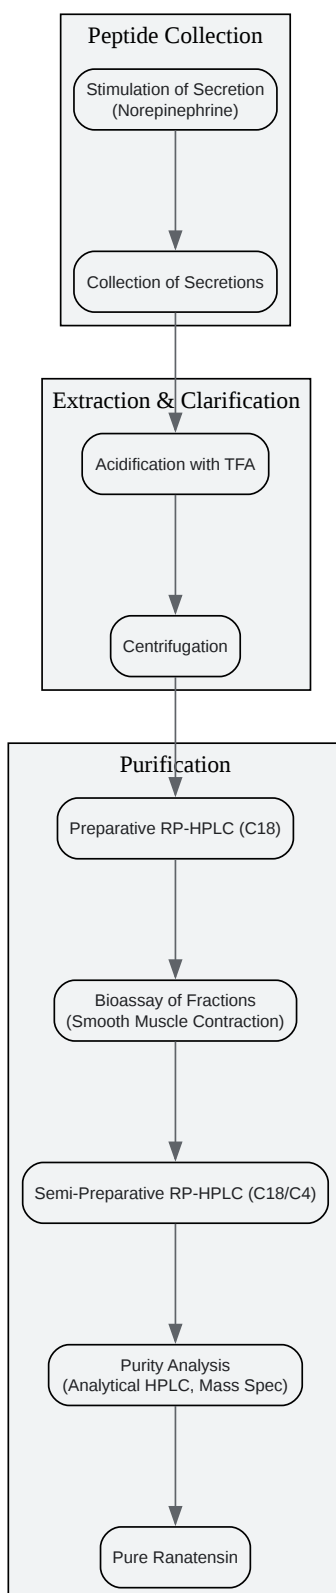 Peptide Collection
Stimulation of Secretion
(Norepinephrine)
Collection of Secretions
Extraction & Clarification
Acidification with TFA
Centrifugation
Purification
Preparative RP-HPLC (C18)
Bioassay of Fractions
(Smooth Muscle Contraction)
Semi-Preparative RP-HPLC (C18/C4)
Purity Analysis
(Analytical HPLC, Mass Spec)
Pure Ranatensin